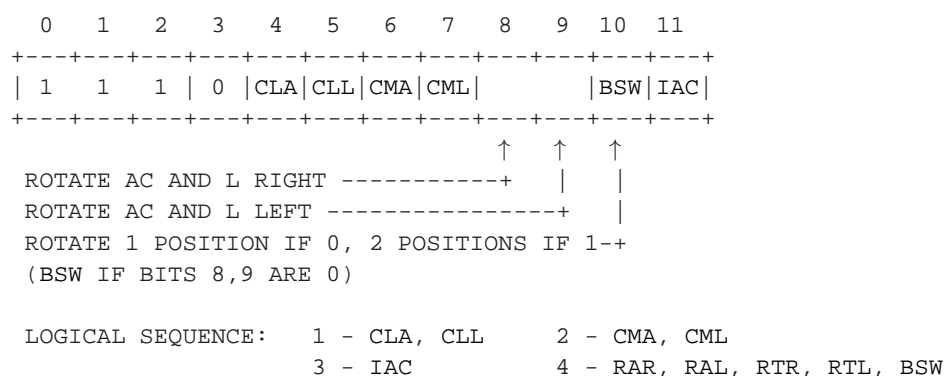 0 1 2 3 4 5 6 7 8 9 10 11
+---+---+---+---+---+---+---+---+---+---+---+---+
| 1 1 1 | 0 |CLA|CLL|CMA|CML| |BSW|IAC|
+---+---+---+---+---+---+---+---+---+---+---+---+
↑ ↑ ↑
ROTATE AC AND L RIGHT -----------+ | |
ROTATE AC AND L LEFT ----------------+ |
ROTATE 1 POSITION IF 0, 2 POSITIONS IF 1-+
(BSW IF BITS 8,9 ARE 0)
LOGICAL SEQUENCE: 1 - CLA, CLL 2 - CMA, CML
3 - IAC 4 - RAR, RAL, RTR, RTL, BSW